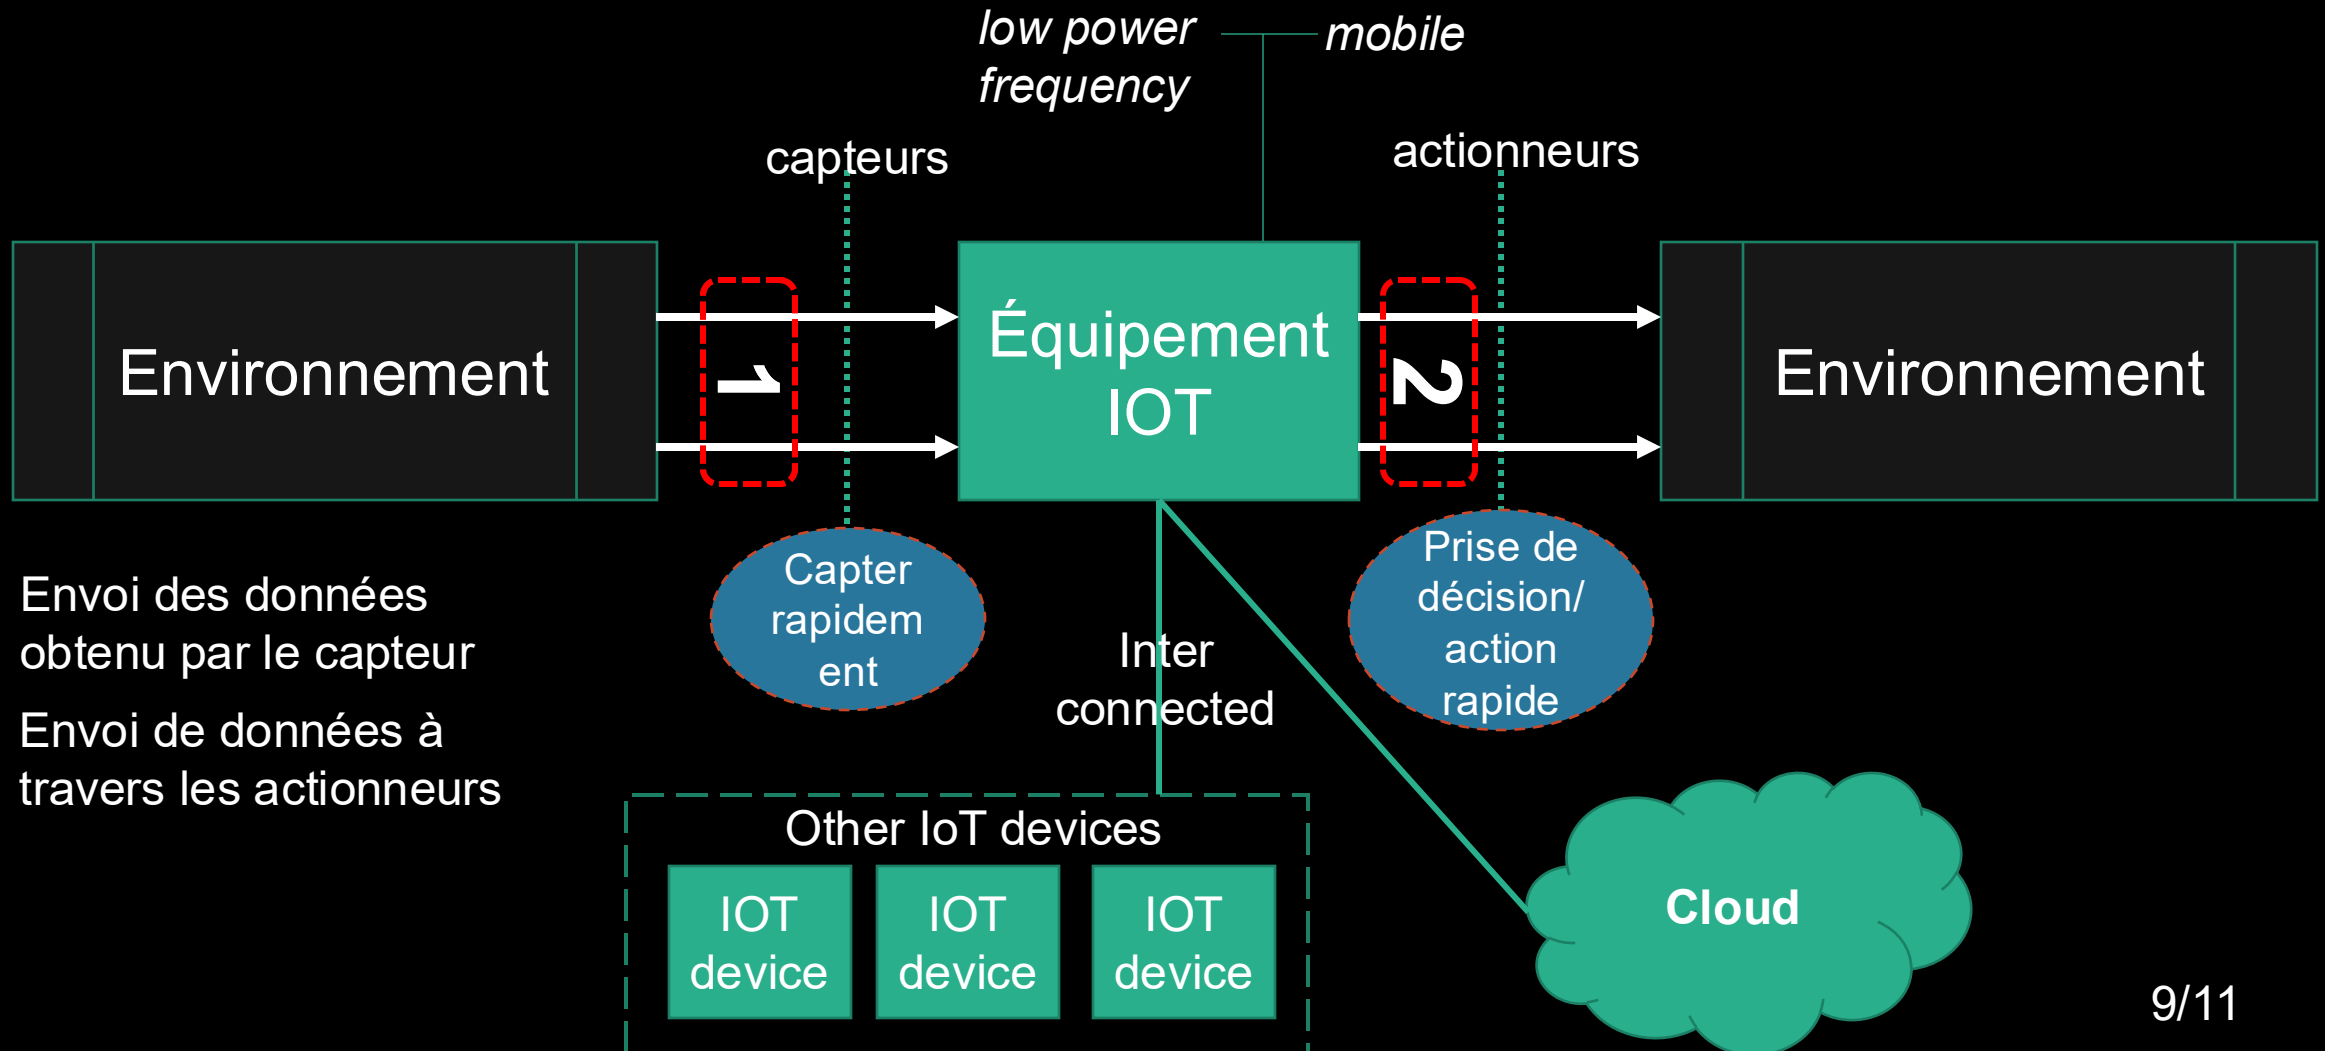 low power
frequency
mobile
capteurs
actionneurs
Environnement
1
Équipement
IOT
2
Environnement
Envoi des données
obtenu par le capteur
Envoi de données à
travers les actionneurs
Capter
rapidem
ent
Prise de
décision/
action
rapide
Inter
connected
Other IoT devices
IOT
device
IOT
device
IOT
device
Cloud
9/11